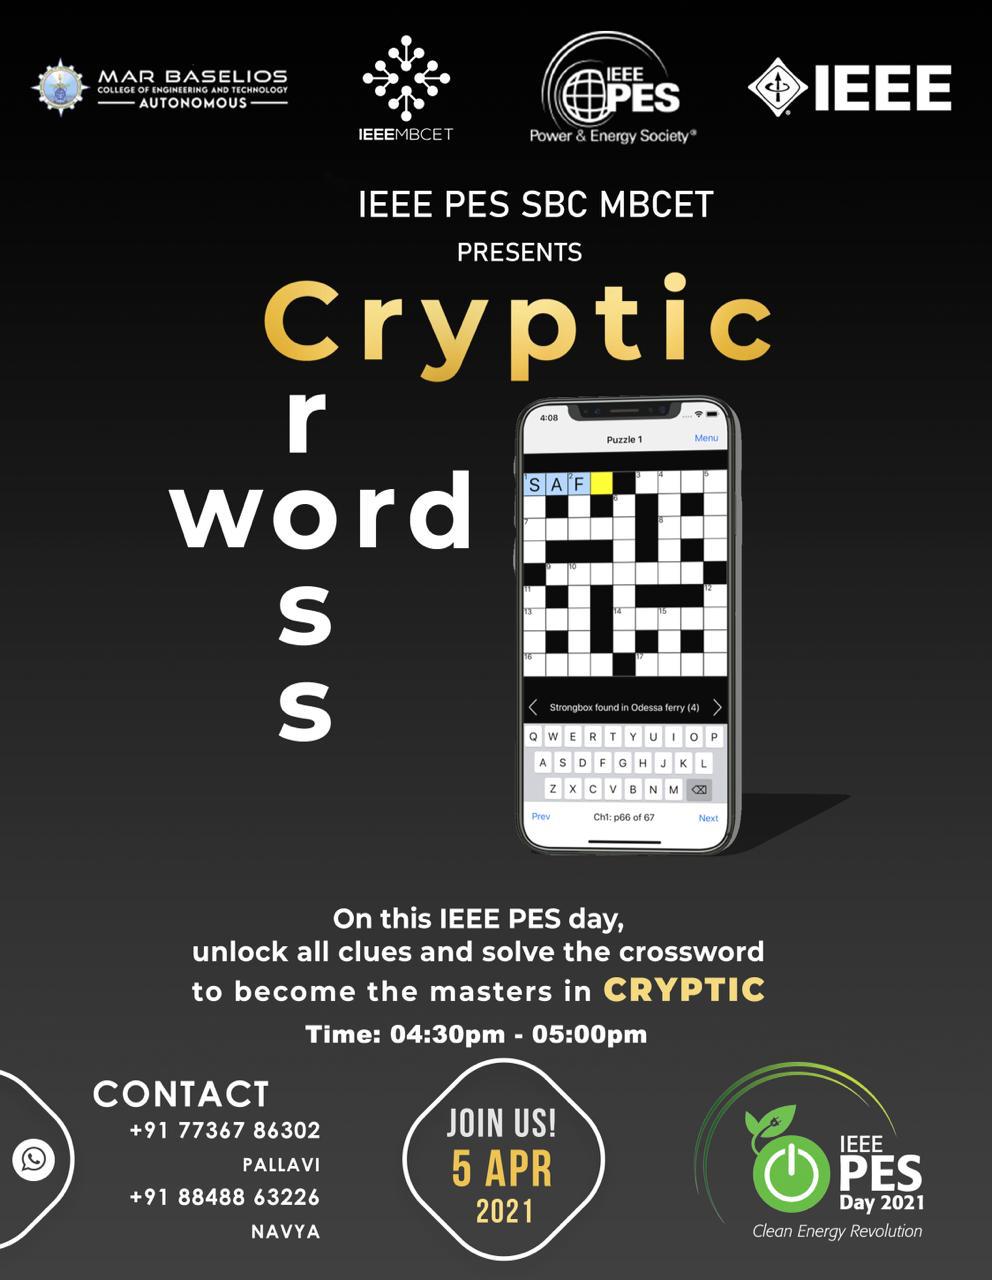 MAR BASELIOS
COLLEGE OF ENGINEERING AND TECHNOLOGY
AUTONOMOUS
IEEEMBCET
IEEE
PES
Power & Energy Society®
IEEE
IEEE PES SBC MBCET
PRESENTS
Cryptic
r
word
s
s
4:08
Puzzle 1
Menu
S A F
Strongbox found in Odessa ferry (4)
Q W E R T Y U I O P
A S D F G H J K L
Z X C V B N M
Prev
Ch1: p66 of 67
Next
On this IEEE PES day,
unlock all clues and solve the crossword
to become the masters in CRYPTIC
Time: 04:30pm - 05:00pm
CONTACT
+91 77367 86302
PALLAVI
+91 88488 63226
NAVYA
JOIN US!
5 APR
2021
IEEE
PES
Day 2021
Clean Energy Revolution